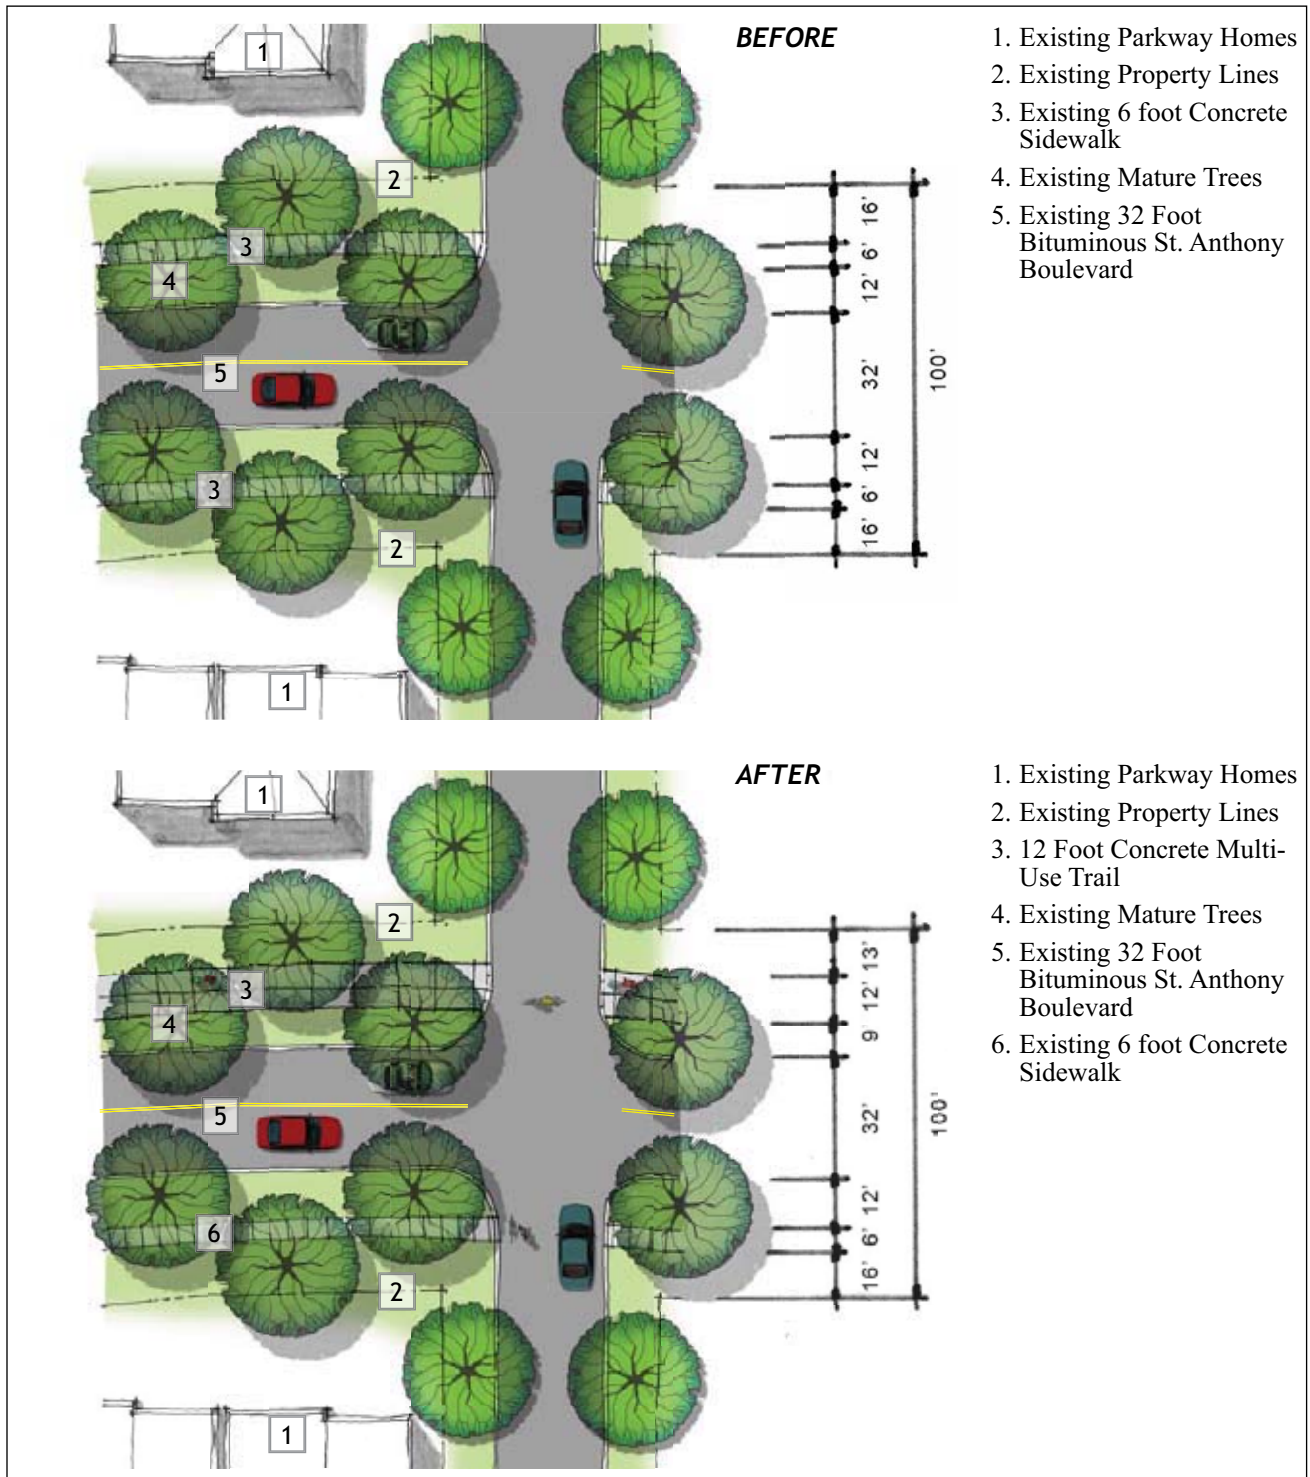 BEFORE
1. Existing Parkway Homes
2. Existing Property Lines
3. Existing 6 foot Concrete
Sidewalk
4. Existing Mature Trees
5. Existing 32 Foot
Bituminous St. Anthony
Boulevard
1
2
3
4
5
3
2
1
16'
6'
12'
32'
12'
6'
16'
100'
AFTER
1. Existing Parkway Homes
2. Existing Property Lines
3. 12 Foot Concrete Multi-
Use Trail
4. Existing Mature Trees
5. Existing 32 Foot
Bituminous St. Anthony
Boulevard
6. Existing 6 foot Concrete
Sidewalk
1
2
3
4
5
6
2
1
13'
12'
9'
32'
12'
6'
16'
100'